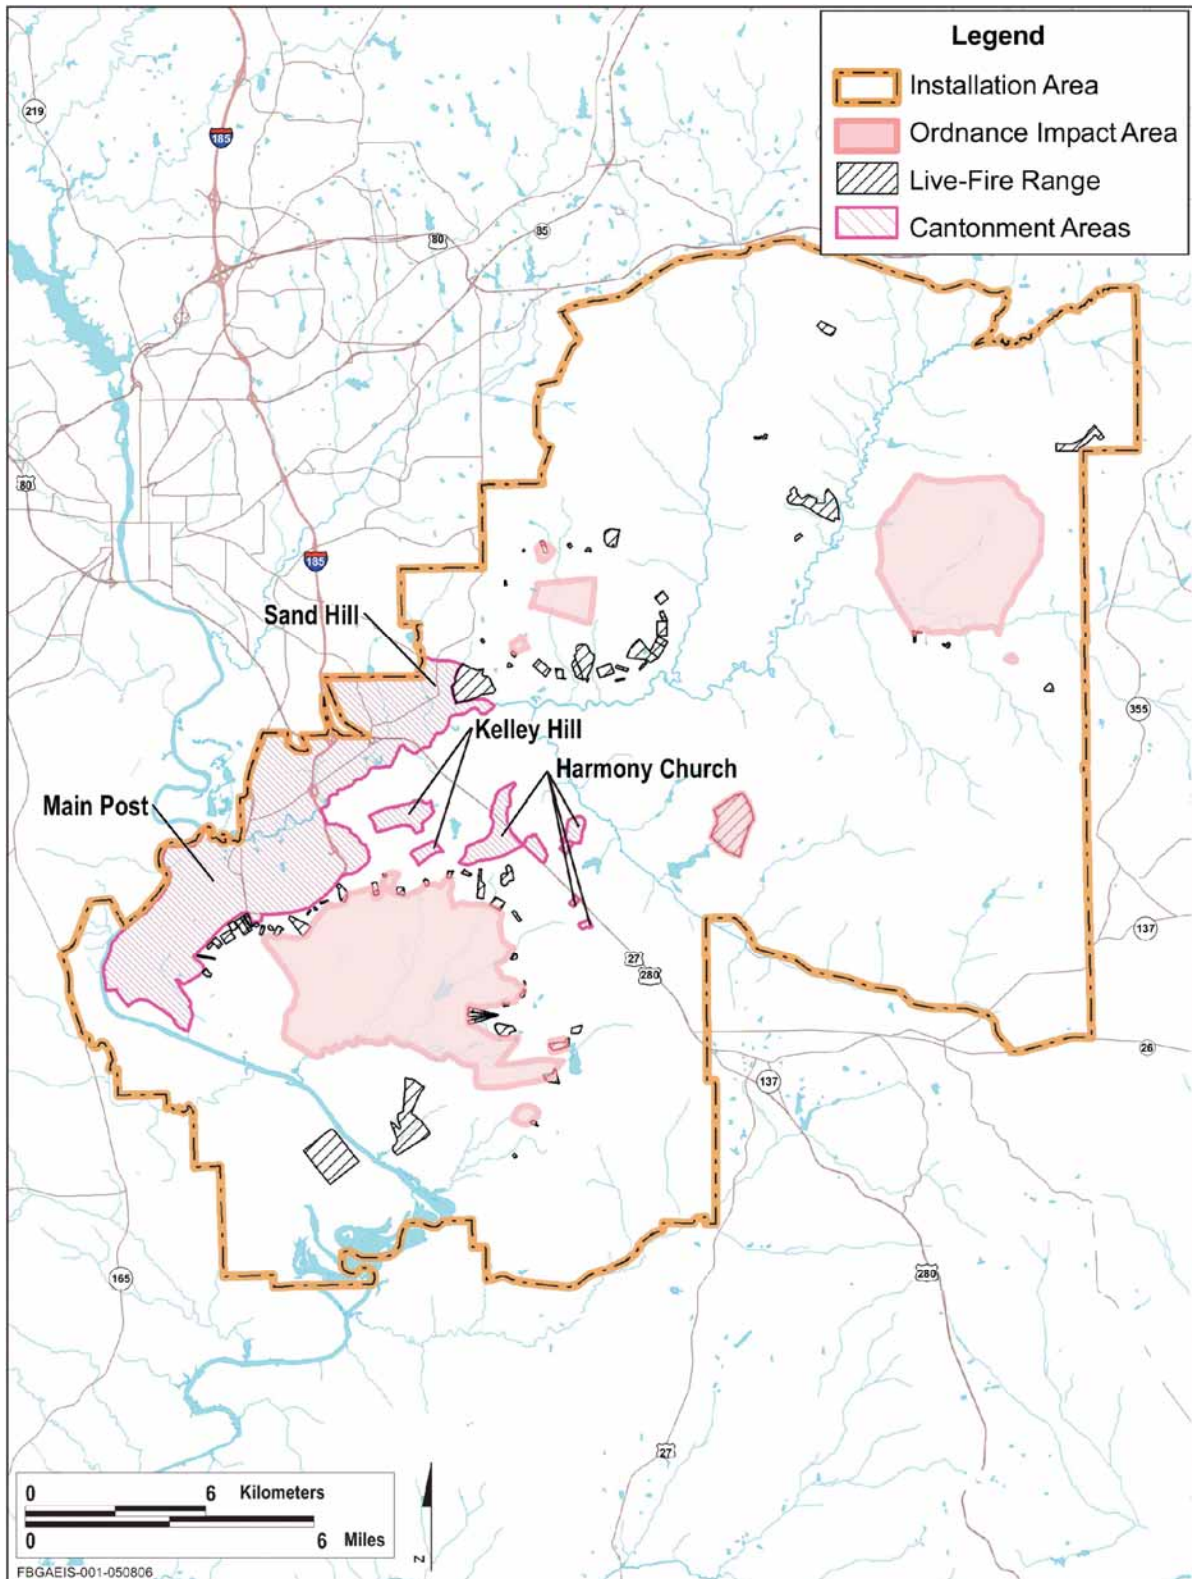 Legend
Installation Area
Ordnance Impact Area
Live-Fire Range
Cantonment Areas
219
185
80
85
80
185
Sand Hill
355
Kelley Hill
Harmony Church
Main Post
137
27
280
26
137
165
280
27
0 6 Kilometers
0 6 Miles
N
FBGAEIS-001-050806